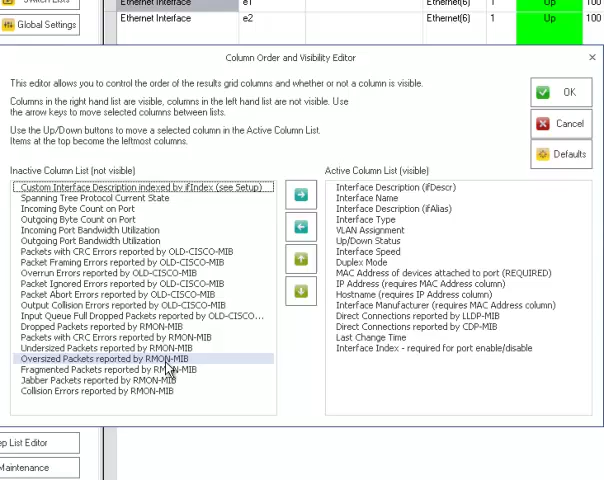 Switch Lists
Global Settings
Ethernet Interface e1 Ethernet(6) 1 Up 100
Ethernet Interface e2 Ethernet(6) 1 Up 100
Column Order and Visibility Editor
This editor allows you to control the order of the results grid columns and whether or not a column is visible.
Columns in the right hand list are visible, columns in the left hand list are not visible. Use
the arrow keys to move selected columns between lists.
Use the Up/Down buttons to move a selected column in the Active Column List.
Items at the top become the leftmost columns.
OK
Cancel
Defaults
Inactive Column List (not visible)
Custom Interface Description indexed by ifIndex (see Setup)
Spanning Tree Protocol Current State
Incoming Byte Count on Port
Outgoing Byte Count on Port
Incoming Port Bandwidth Utilization
Outgoing Port Bandwidth Utilization
Packets with CRC Errors reported by OLD-CISCO-MIB
Packet Framing Errors reported by OLD-CISCO-MIB
Overrun Errors reported by OLD-CISCO-MIB
Packet Ignored Errors reported by OLD-CISCO-MIB
Packet Abort Errors reported by OLD-CISCO-MIB
Output Collision Errors reported by OLD-CISCO-MIB
Input Queue Full Dropped Packets reported by OLD-CISCO...
Dropped Packets reported by RMON-MIB
Packets with CRC Errors reported by RMON-MIB
Undersized Packets reported by RMON-MIB
Oversized Packets reported by RMON-MIB
Fragmented Packets reported by RMON-MIB
Jabber Packets reported by RMON-MIB
Collision Errors reported by RMON-MIB
Active Column List (visible)
Interface Description (ifDescr)
Interface Name
Interface Description (ifAlias)
Interface Type
VLAN Assignment
Up/Down Status
Interface Speed
Duplex Mode
MAC Address of devices attached to port (REQUIRED)
IP Address (requires MAC Address Column)
Hostname (requires IP Address column)
Interface Manufacturer (requires MAC Address column)
Direct Connections reported by LLDP-MIB
Direct Connections reported by CDP-MIB
Last Change Time
Interface Index - required for port enable/disable
ep List Editor
Maintenance